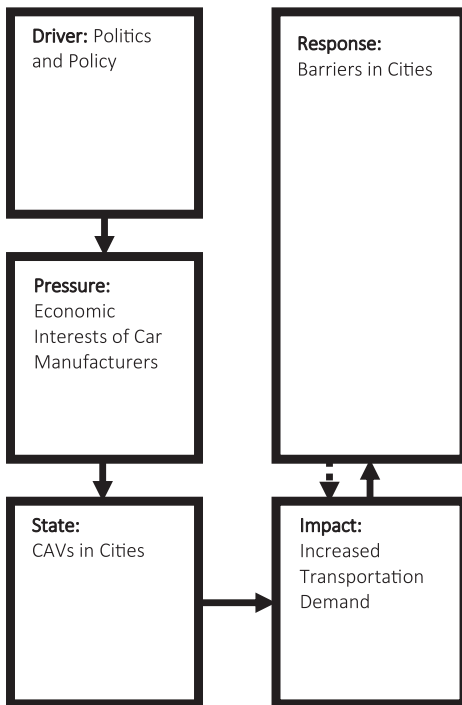 Driver: Politics
and Policy
Pressure:
Economic
Interests of Car
Manufacturers
State:
CAVs in Cities
Response:
Barriers in Cities
Impact:
Increased
Transportation
Demand